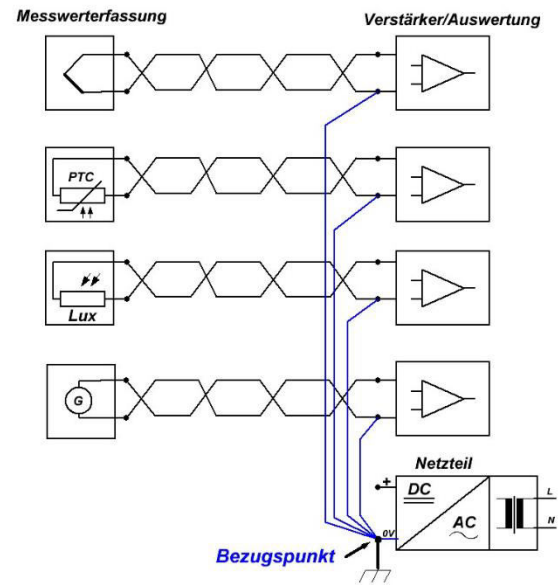 Messwerterfassung
Verstärker/Auswertung
PTC
Lux
G
Netzteil
+
DC
L
AC
N
0V
Bezugspunkt